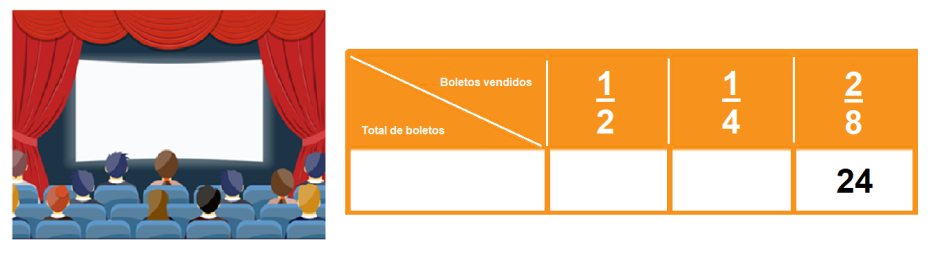 Boletos vendidos
Total de boletos
1/2
1/4
2/8
24